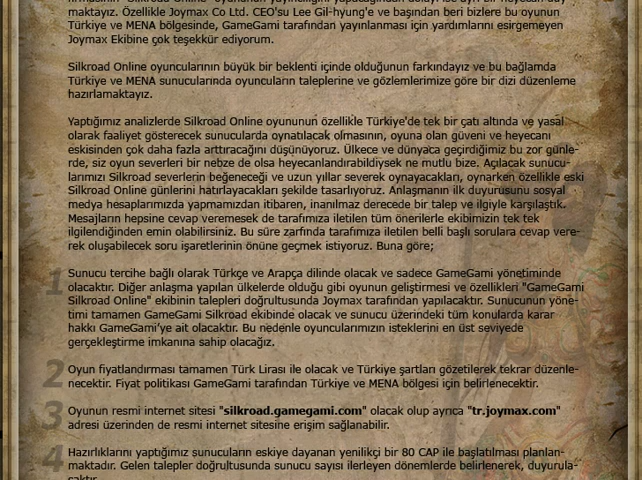 maktayız. Özellikle Joymax Co Ltd. CEO'su Lee Gil-hyung'e ve başından beri bizlere bu oyunun
Türkiye ve MENA bölgesinde, GameGami tarafından yayınlanması için yardımlarını esirgemeyen
Joymax Ekibine çok teşekkür ediyorum.
Silkroad Online oyuncularının büyük bir beklenti içinde olduğunun farkındayız ve bu bağlamda
Türkiye ve MENA sunucularında oyuncuların taleplerine ve gözlemlerimize göre bir dizi düzenleme
hazırlamaktayız.
Yaptığımız analizlerde Silkroad Online oyununun özellikle Türkiye'de tek bir çatı altında ve yasal
olarak faaliyet gösterecek sunucularda oynatılacak olmasının, oyuna olan güveni ve heyecanı
eskisinden çok daha fazla arttıracağını düşünüyoruz. Ülkece ve dünyaca geçirdiğimiz bu zor günle-
rde, siz oyun severleri bir nebze de olsa heyecanlandırabildiysek ne mutlu bize. Açılacak sunucu-
larımızı Silkroad severlerin beğeneceği ve uzun yıllar severek oynayacakları, oynarken özellikle eski
Silkroad Online günlerini hatırlayacakları şekilde tasarlıyoruz. Anlaşmanın ilk duyurusunu sosyal
medya hesaplarımızda yapmamızdan itibaren, inanılmaz derecede bir talep ve ilgiyle karşılaştık.
Mesajların hepsine cevap veremesek de tarafımıza iletilen tüm önerilerle ekibimizin tek tek
ilgilendiğinden emin olabilirsiniz. Bu süre zarfında tarafımıza iletilen belli başlı sorulara cevap vere-
rek oluşabilecek soru işaretlerinin önüne geçmek istiyoruz. Buna göre;
1 Sunucu tercihe bağlı olarak Türkçe ve Arapça dilinde olacak ve sadece GameGami yönetiminde
olacaktır. Diğer anlaşma yapılan ülkelerde olduğu gibi oyunun geliştirmesi ve özellikleri "GameGami
Silkroad Online" ekibinin talepleri doğrultusunda Joymax tarafından yapılacaktır. Sunucunun yöne-
timi tamamen GameGami Silkroad ekibinde olacak ve sunucu üzerindeki tüm konularda karar
hakkı GameGami'ye ait olacaktır. Bu nedenle oyuncularımızın isteklerini en üst seviyede
gerçekleştirme imkanına sahip olacağız.
2 Oyun fiyatlandırması tamamen Türk Lirası ile olacak ve Türkiye şartları gözetilerek tekrar düzenle-
necektir. Fiyat politikası GameGami tarafından Türkiye ve MENA bölgesi için belirlenecektir.
3 Oyunun resmi internet sitesi "silkroad.gamegami.com" olacak olup ayrıca "tr.joymax.com"
adresi üzerinden de resmi internet sitesine erişim sağlanabilir.
4 Hazırlıklarını yaptığımız sunucuların eskiye dayanan yenilikçi bir 80 CAP ile başlatılması planlan-
maktadır. Gelen talepler doğrultusunda sunucu sayısı ilerleyen dönemlerde belirlenerek, duyurula-